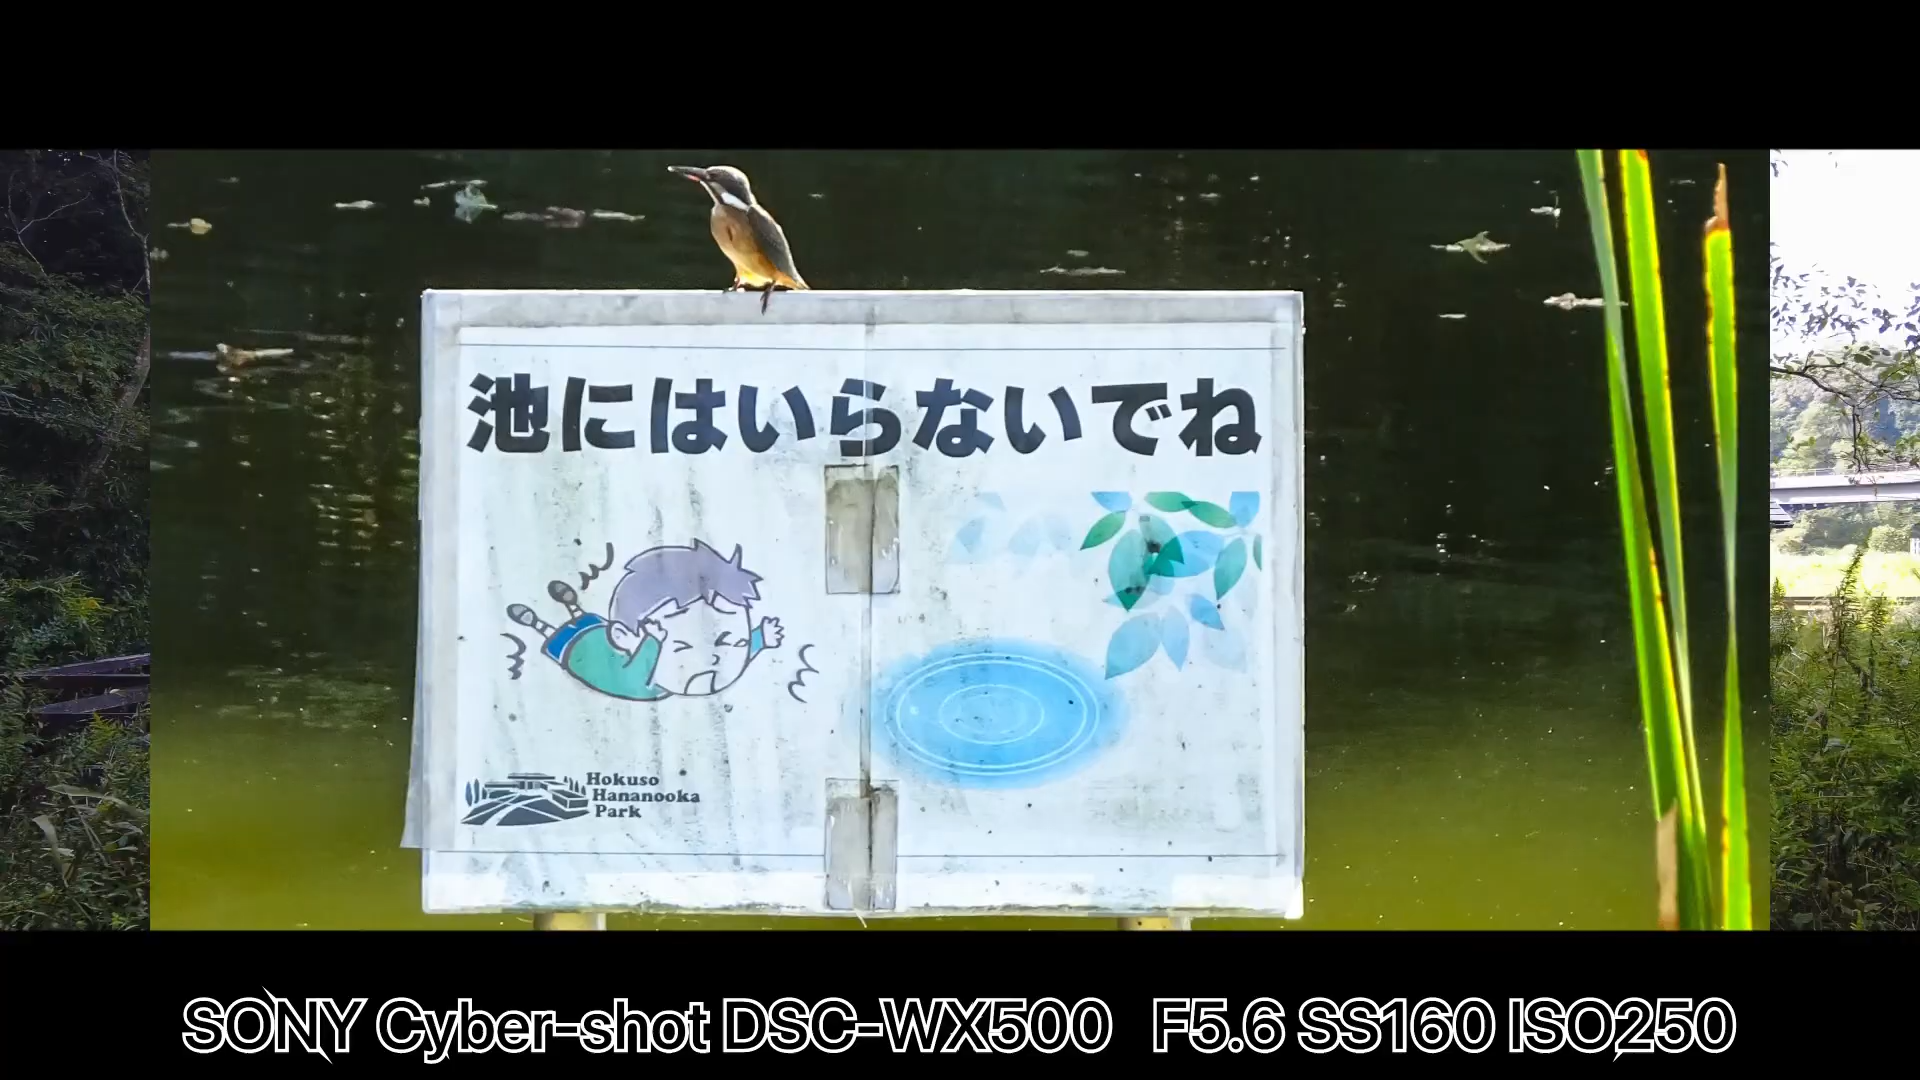 池にはいらないでね
Hokuso
Hananooka
Park
SONY Cyber-shot DSC-WX500 F5.6 SS160 ISO250